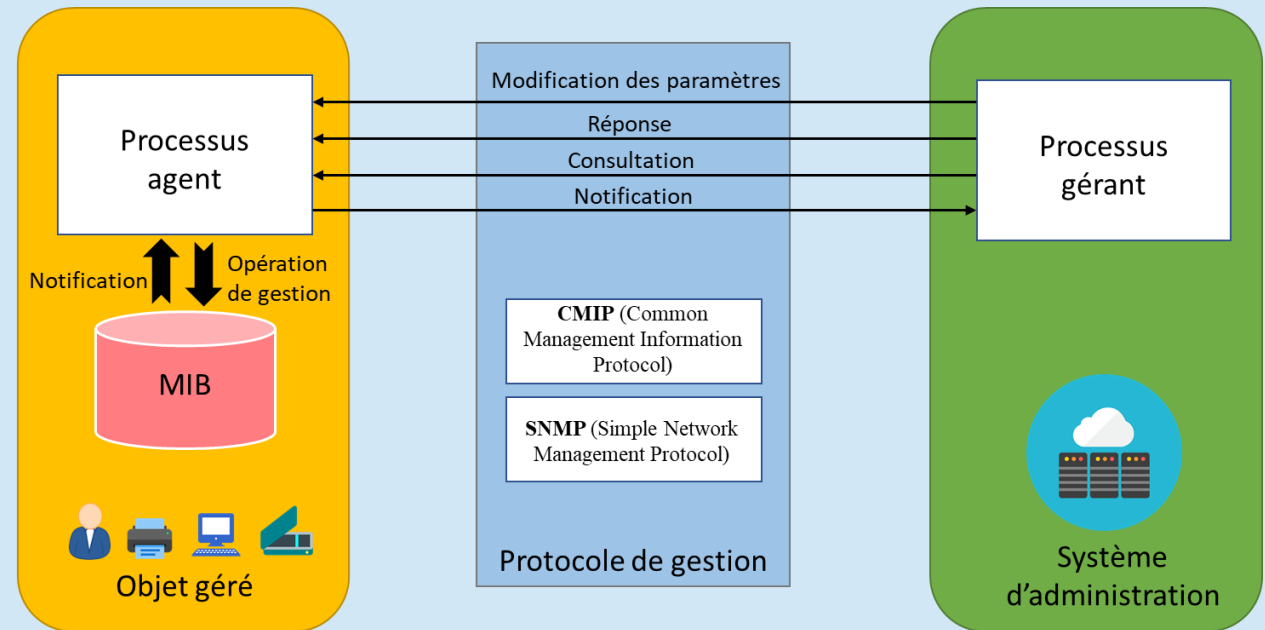 Processus
agent
Notification
Opération
de gestion
MIB
Objet géré
Modification des paramètres
Réponse
Consultation
Notification
CMIP (Common
Management Information
Protocol)
SNMP (Simple Network
Management Protocol)
Protocole de gestion
Processus
gérant
Système
d’administration